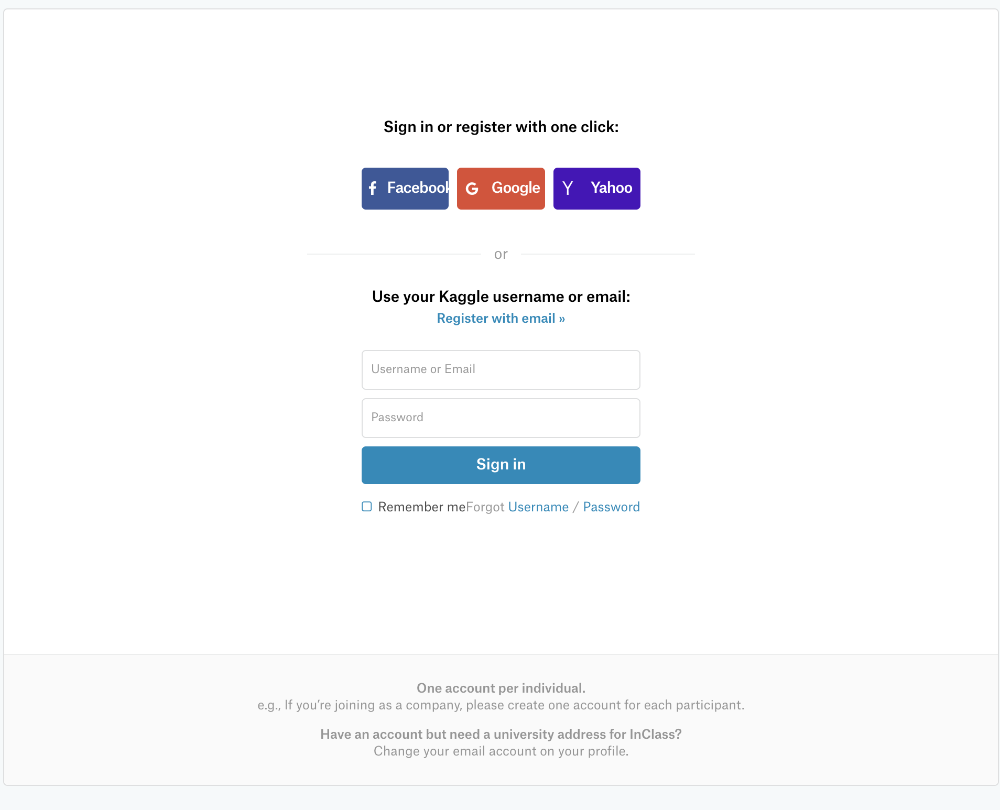 Sign in or register with one click:
Facebook Google Y Yahoo
or
Use your Kaggle username or email:
Register with email »
Username or Email
Password
Sign in
Remember meForgot Username / Password
One account per individual.
e.g., If you’re joining as a company, please create one account for each participant.
Have an account but need a university address for InClass?
Change your email account on your profile.